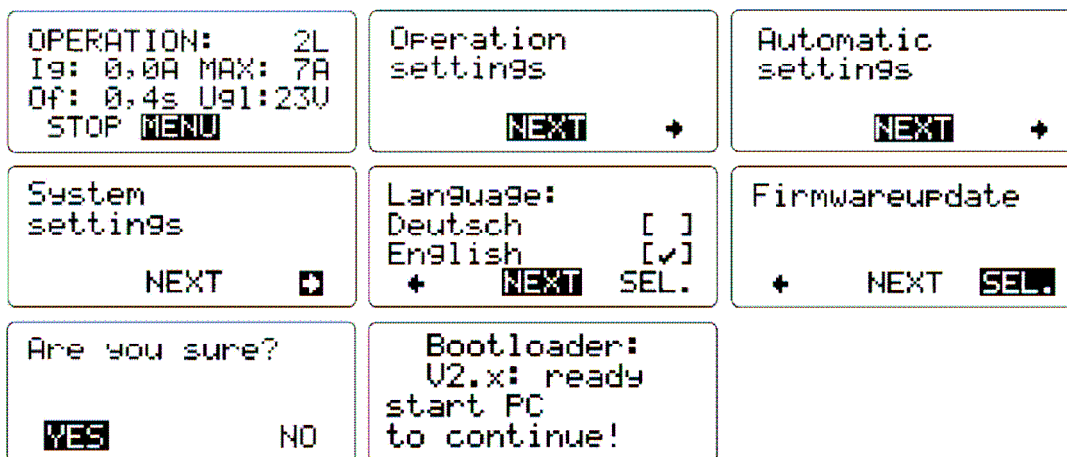 OPERATION: 2L
Ig: 0,0A MAX: 7A
Of: 0,4s Ugl:23V
STOP MENU
Operation
settings
NEXT →
Automatic
settings
NEXT →
System
settings
NEXT →
Language:
Deutsch [ ]
English [✓]
← NEXT SEL.
Firmwareupdate
← NEXT SEL.
Are you sure?
YES NO
Bootloader:
V2.x: ready
start PC
to continue!